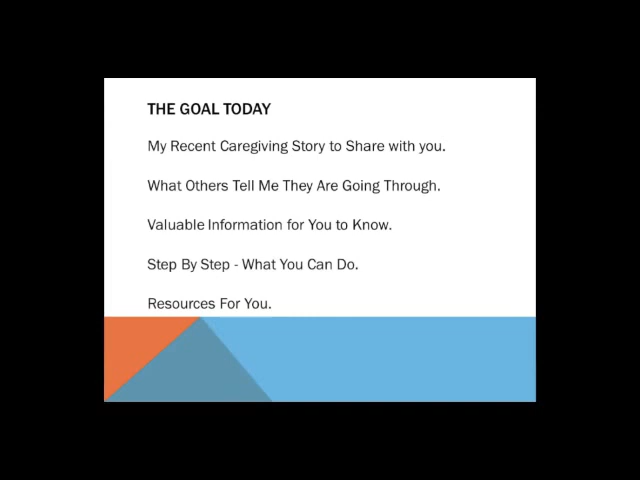 THE GOAL TODAY
My Recent Caregiving Story to Share with you.
What Others Tell Me They Are Going Through.
Valuable Information for You to Know.
Step By Step - What You Can Do.
Resources For You.